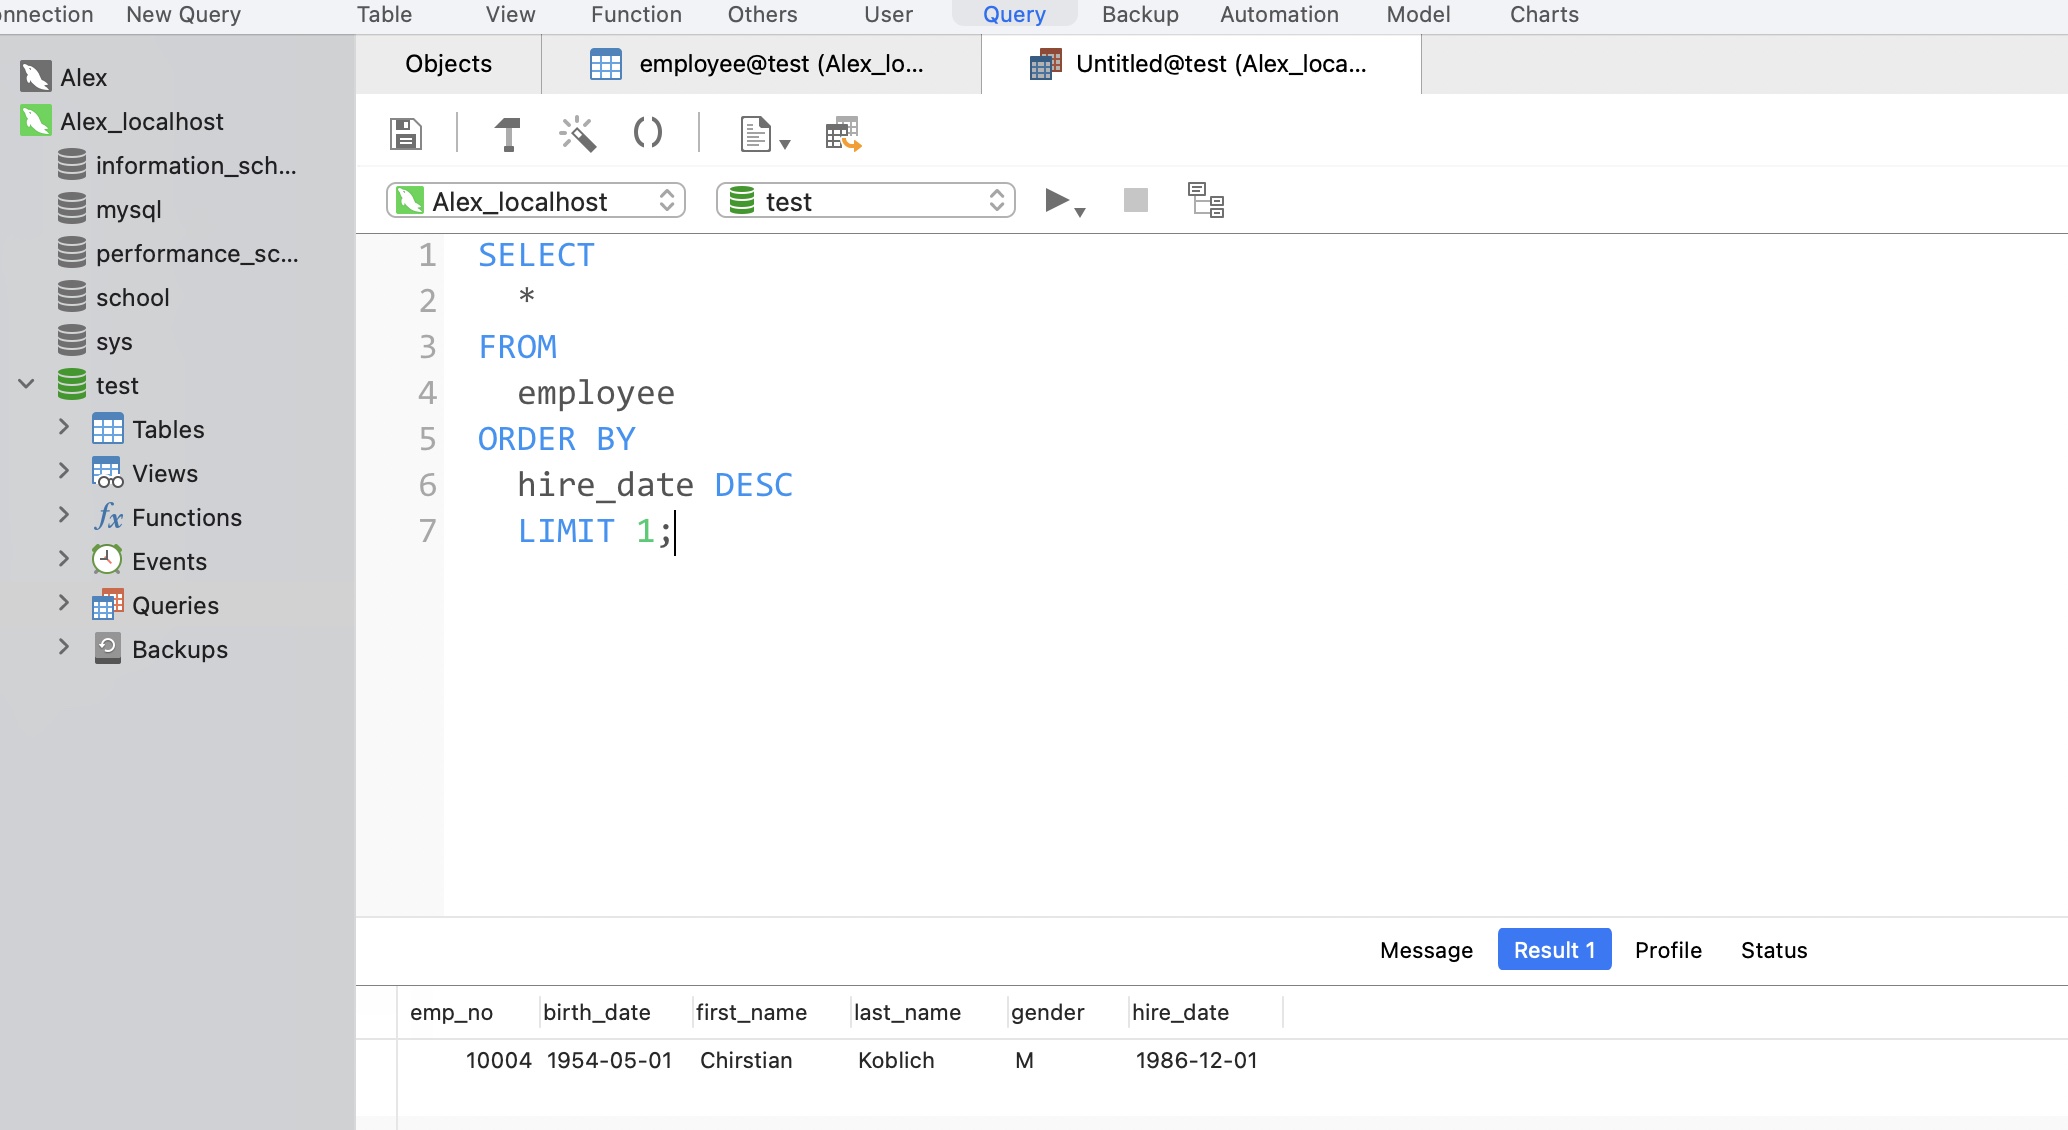 onnection New Query Table View Function Others User Query Backup Automation Model Charts
Objects employee@test (Alex_lo... Untitled@test (Alex_loca...
Alex
Alex_localhost
information_sch...
mysql
performance_sc...
school
sys
test
Tables
Views
fx Functions
Events
Queries
Backups
Alex_localhost test
1 SELECT
2 *
3 FROM
4 employee
5 ORDER BY
6 hire_date DESC
7 LIMIT 1;
Message Result 1 Profile Status
emp_no birth_date first_name last_name gender hire_date
10004 1954-05-01 Chirstian Koblich M 1986-12-01